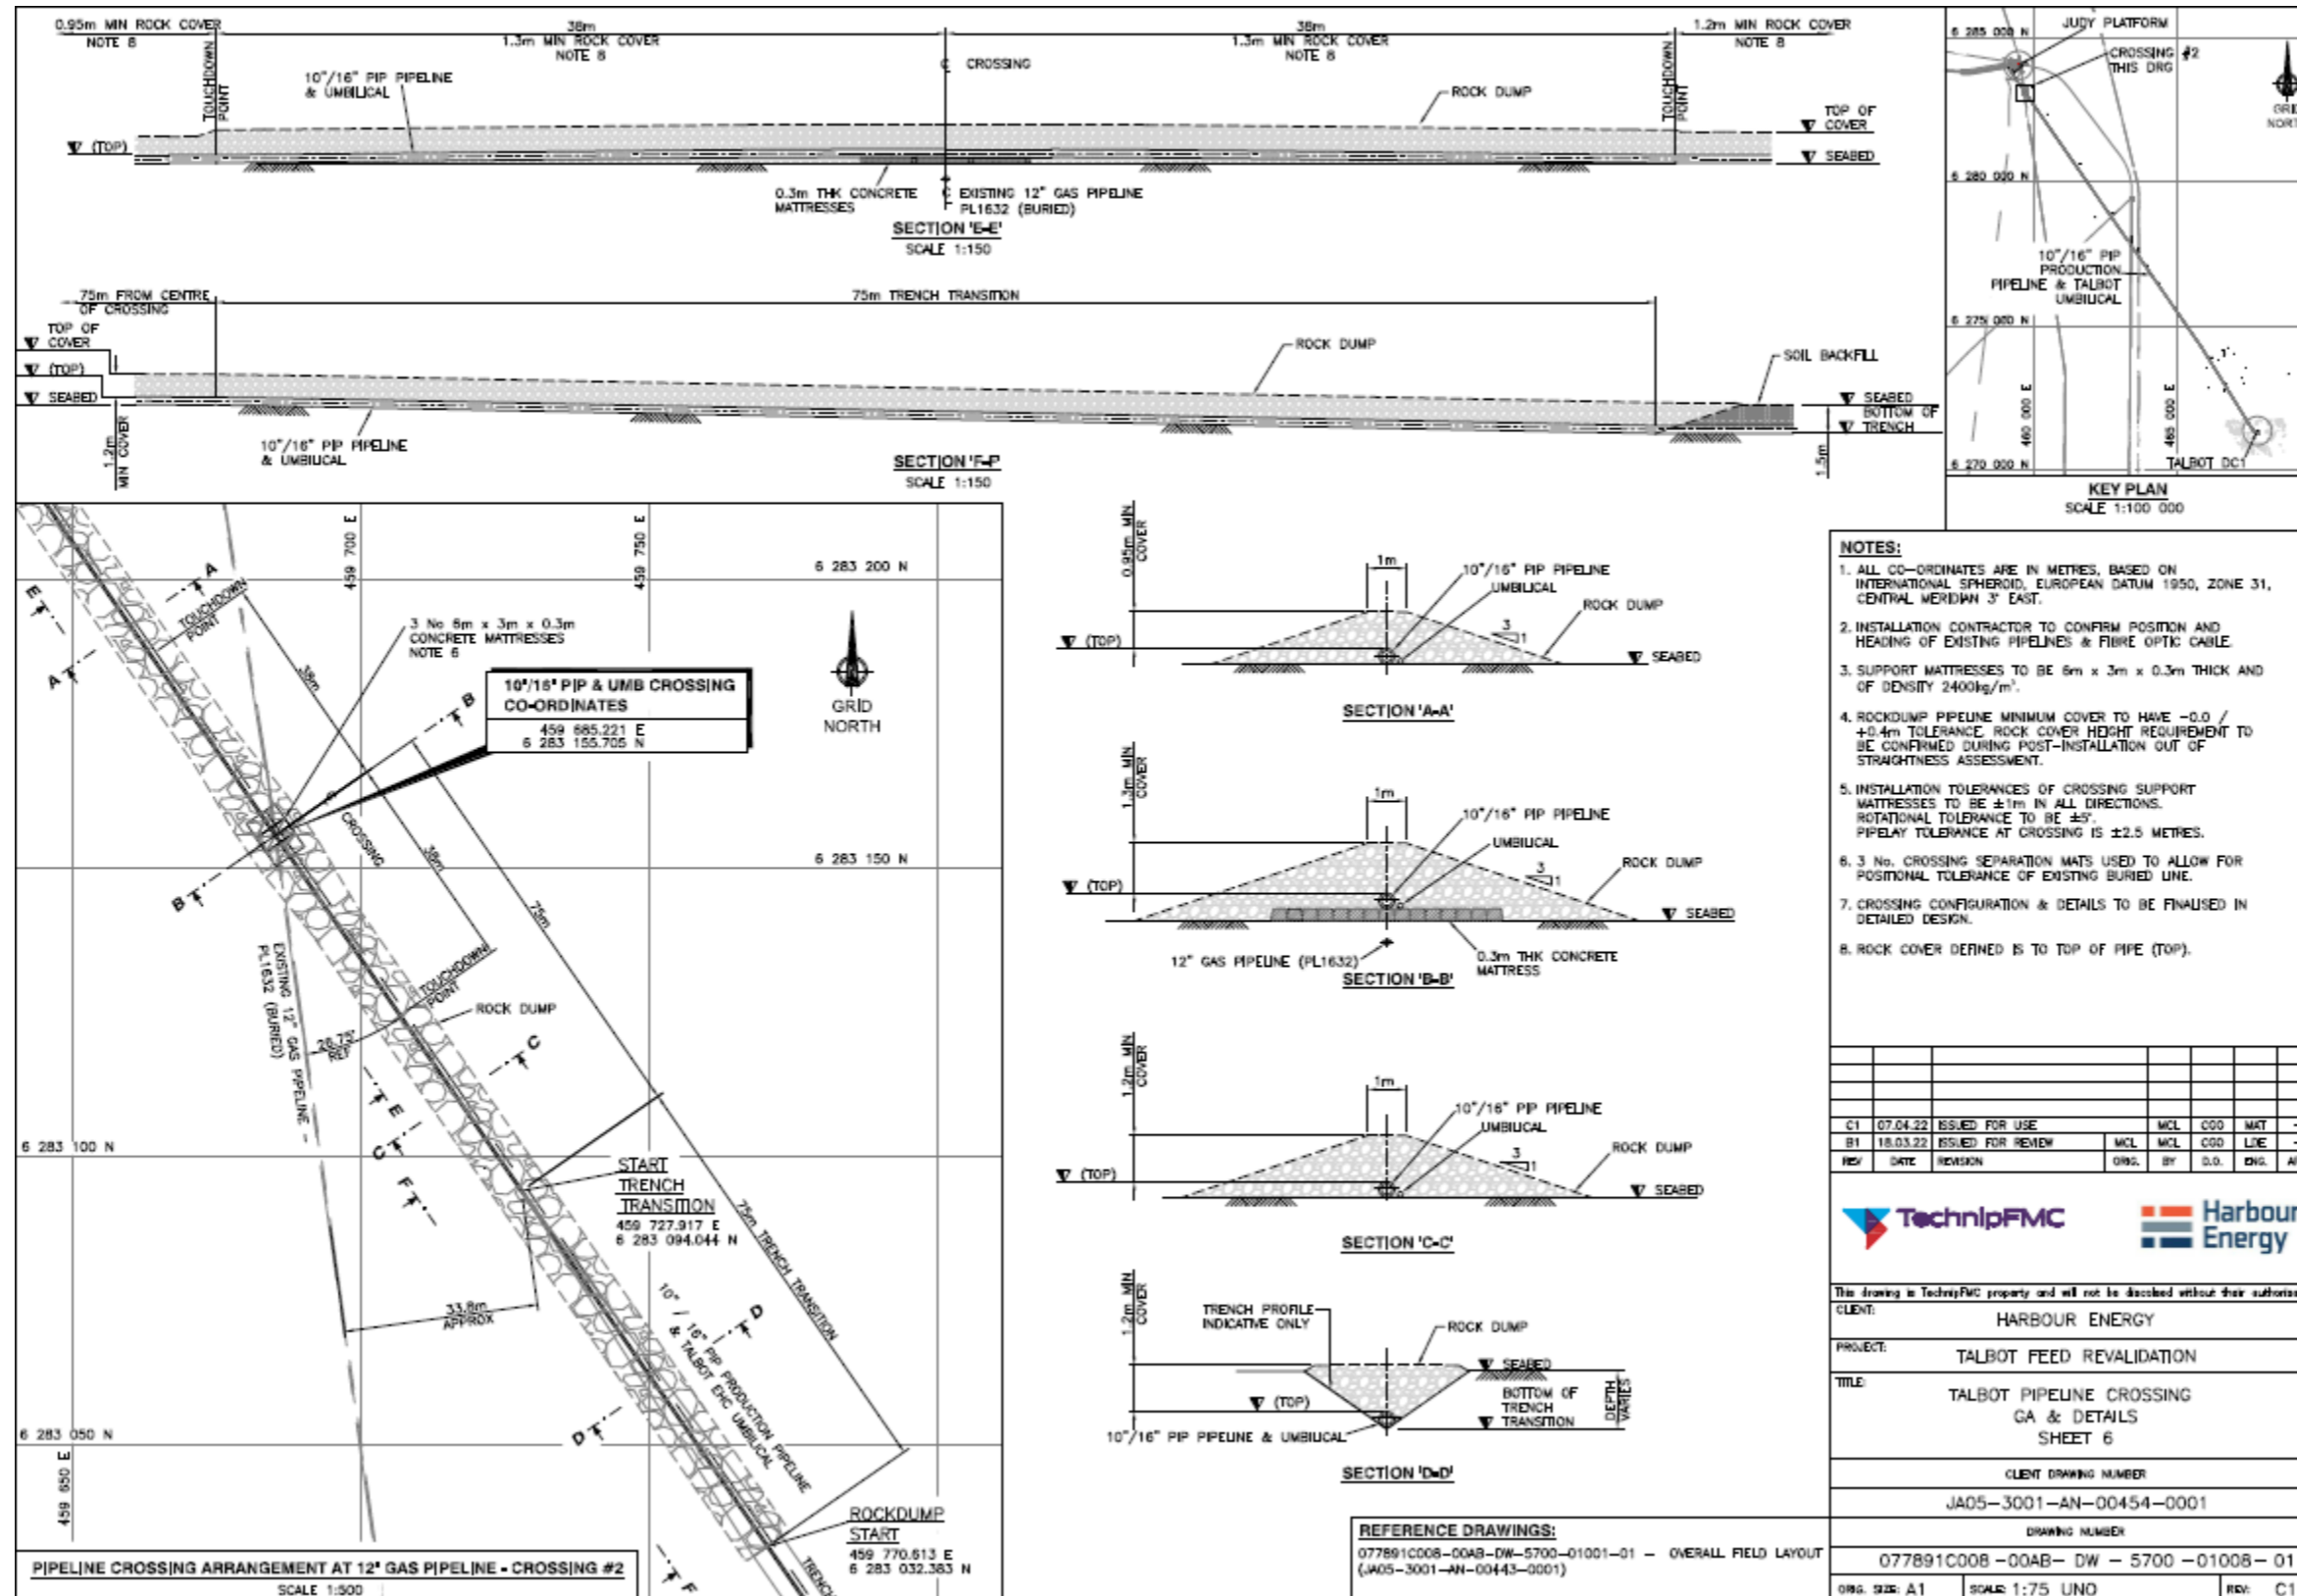 0.95m MIN ROCK COVER
NOTE 8
38m
1.3m MIN ROCK COVER
NOTE 8
38m
1.3m MIN ROCK COVER
NOTE 8
1.2m MIN ROCK COVER
NOTE 8
TOUCHDOWN
POINT
10"/16" PIP PIPELINE
& UMBILICAL
CROSSING
ROCK DUMP
TOUCHDOWN
POINT
TOP OF
COVER
(TOP)
SEABED
0.3m THK CONCRETE
MATTRESSES
EXISTING 12" GAS PIPELINE
PL1632 (BURIED)
SECTION 'E-E'
SCALE 1:150
75m FROM CENTRE
OF CROSSING
75m TRENCH TRANSITION
TOP OF
COVER
(TOP)
SEABED
1.2m
MIN COVER
ROCK DUMP
SOIL BACKFILL
SEABED
BOTTOM OF
TRENCH
1.5m
10"/16" PIP PIPELINE
& UMBILICAL
SECTION 'F-F'
SCALE 1:150
JUDY PLATFORM
6 285 000 N
CROSSING #2
THIS DRG
GRID
NORTH
6 280 000 N
10"/16" PIP
PRODUCTION
PIPELINE & TALBOT
UMBILICAL
6 275 000 N
460 000 E
465 000 E
6 270 000 N
TALBOT DC1
KEY PLAN
SCALE 1:100 000
459 700 E
459 750 E
6 283 200 N
E
A
TOUCHDOWN
POINT
3 No 6m x 3m x 0.3m
CONCRETE MATTRESSES
NOTE 6
A
38m
B
10"/16" PIP & UMB CROSSING
CO-ORDINATES
459 685.221 E
6 283 155.705 N
GRID
NORTH
CROSSING
38m
6 283 150 N
B
75m
EXISTING 12" GAS PIPELINE
PL1632 (BURIED)
TOUCHDOWN
POINT
ROCK DUMP
C
E
C
6 283 100 N
F
START
TRENCH
TRANSITION
459 727.917 E
6 283 094.044 N
75m TRENCH TRANSITION
33.8m
APPROX
10" / 16" PIP PRODUCTION PIPELINE
& TALBOT EHC UMBILICAL
D
D
6 283 050 N
459 650 E
ROCKDUMP
START
459 770.613 E
6 283 032.383 N
F
TRENCH
PIPELINE CROSSING ARRANGEMENT AT 12" GAS PIPELINE - CROSSING #2
SCALE 1:500
0.95m MIN
COVER
1m
10"/16" PIP PIPELINE
UMBILICAL
ROCK DUMP
3
1
(TOP)
SEABED
SECTION 'A-A'
1.3m MIN
COVER
1m
10"/16" PIP PIPELINE
UMBILICAL
ROCK DUMP
3
1
(TOP)
SEABED
12" GAS PIPELINE (PL1632)
0.3m THK CONCRETE
MATTRESS
SECTION 'B-B'
1.2m MIN
COVER
1m
10"/16" PIP PIPELINE
UMBILICAL
ROCK DUMP
3
1
(TOP)
SEABED
SECTION 'C-C'
1.2m MIN
COVER
TRENCH PROFILE
INDICATIVE ONLY
ROCK DUMP
SEABED
(TOP)
BOTTOM OF
TRENCH
TRANSITION
DEPTH
VARIES
10"/16" PIP PIPELINE & UMBILICAL
SECTION 'D-D'
REFERENCE DRAWINGS:
077891C008-00AB-DW-5700-01001-01 - OVERALL FIELD LAYOUT
(JA05-3001-AN-00443-0001)
NOTES:
1. ALL CO-ORDINATES ARE IN METRES, BASED ON
INTERNATIONAL SPHEROID, EUROPEAN DATUM 1950, ZONE 31,
CENTRAL MERIDIAN 3° EAST.
2. INSTALLATION CONTRACTOR TO CONFIRM POSITION AND
HEADING OF EXISTING PIPELINES & FIBRE OPTIC CABLE.
3. SUPPORT MATTRESSES TO BE 6m x 3m x 0.3m THICK AND
OF DENSITY 2400kg/m³.
4. ROCKDUMP PIPELINE MINIMUM COVER TO HAVE -0.0 /
+0.4m TOLERANCE. ROCK COVER HEIGHT REQUIREMENT TO
BE CONFIRMED DURING POST-INSTALLATION OUT OF
STRAIGHTNESS ASSESSMENT.
5. INSTALLATION TOLERANCES OF CROSSING SUPPORT
MATTRESSES TO BE ±1m IN ALL DIRECTIONS.
ROTATIONAL TOLERANCE TO BE ±5°.
PIPELAY TOLERANCE AT CROSSING IS ±2.5 METRES.
6. 3 No. CROSSING SEPARATION MATS USED TO ALLOW FOR
POSITIONAL TOLERANCE OF EXISTING BURIED LINE.
7. CROSSING CONFIGURATION & DETAILS TO BE FINALISED IN
DETAILED DESIGN.
8. ROCK COVER DEFINED IS TO TOP OF PIPE (TOP).
C1 07.04.22 ISSUED FOR USE MCL CGO MAT -
B1 18.03.22 ISSUED FOR REVIEW MCL MCL CGO LDE -
REV DATE REVISION ORIG. BY D.O. ENG.
TechnipFMC
Harbour
Energy
This drawing is TechnipFMC property and will not be disclosed without their
CLIENT:
HARBOUR ENERGY
PROJECT:
TALBOT FEED REVALIDATION
TITLE:
TALBOT PIPELINE CROSSING
GA & DETAILS
SHEET 6
CLIENT DRAWING NUMBER
JA05-3001-AN-00454-0001
DRAWING NUMBER
077891C008-00AB- DW - 5700 -01008- 01
ORIG. SIZE: A1 SCALE: 1:75 UNO REV: C1